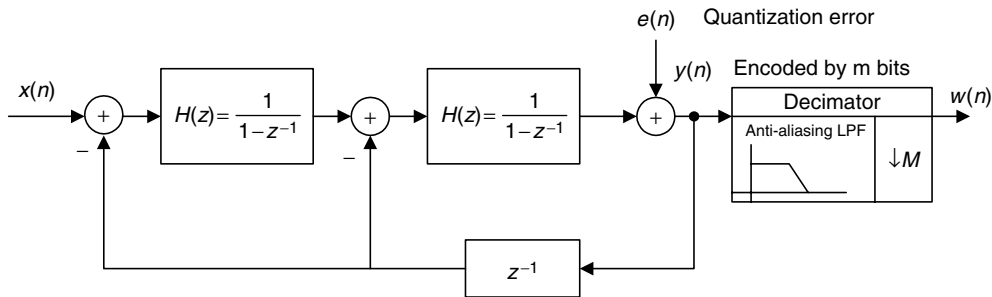 e(n) Quantization error
x(n)
+
−
H(z)= 1/(1−z⁻¹)
+
−
H(z)= 1/(1−z⁻¹)
+
y(n)
Encoded by m bits
Decimator
Anti-aliasing LPF
↓M
w(n)
z⁻¹